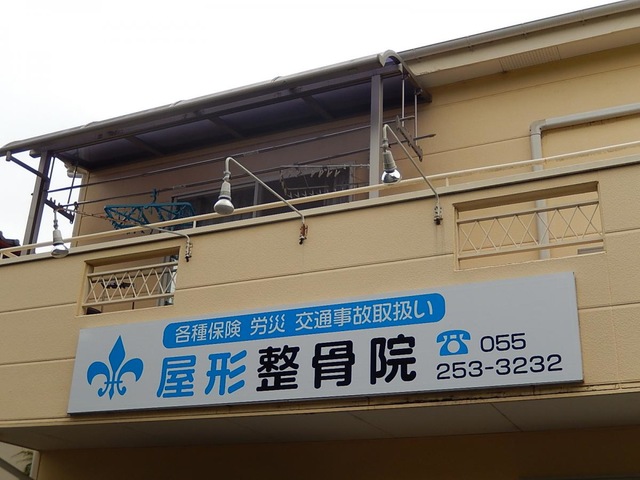 各種保険 労災 交通事故取扱い
屋形整骨院
055
253-3232